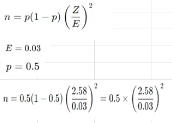 n = p(1 − p) (Z/E)²
E = 0.03
p = 0.5
n = 0.5(1 − 0.5) (2.58/0.03)² = 0.5 × (2.58/0.03)²